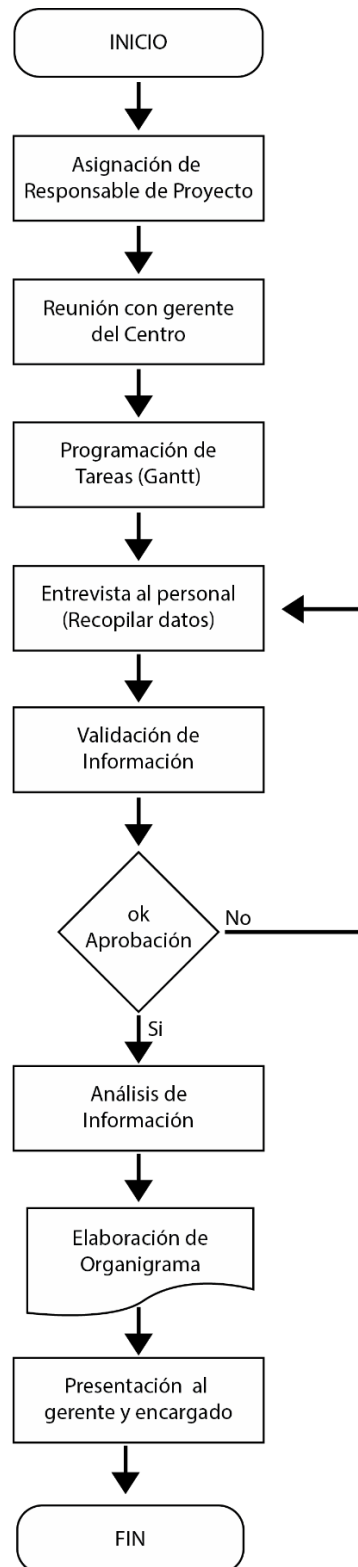 INICIO
Asignación de
Responsable de Proyecto
Reunión con gerente
del Centro
Programación de
Tareas (Gantt)
Entrevista al personal
(Recopilar datos)
Validación de
Información
ok
Aprobación
No
Si
Análisis de
Información
Elaboración de
Organigrama
Presentación al
gerente y encargado
FIN